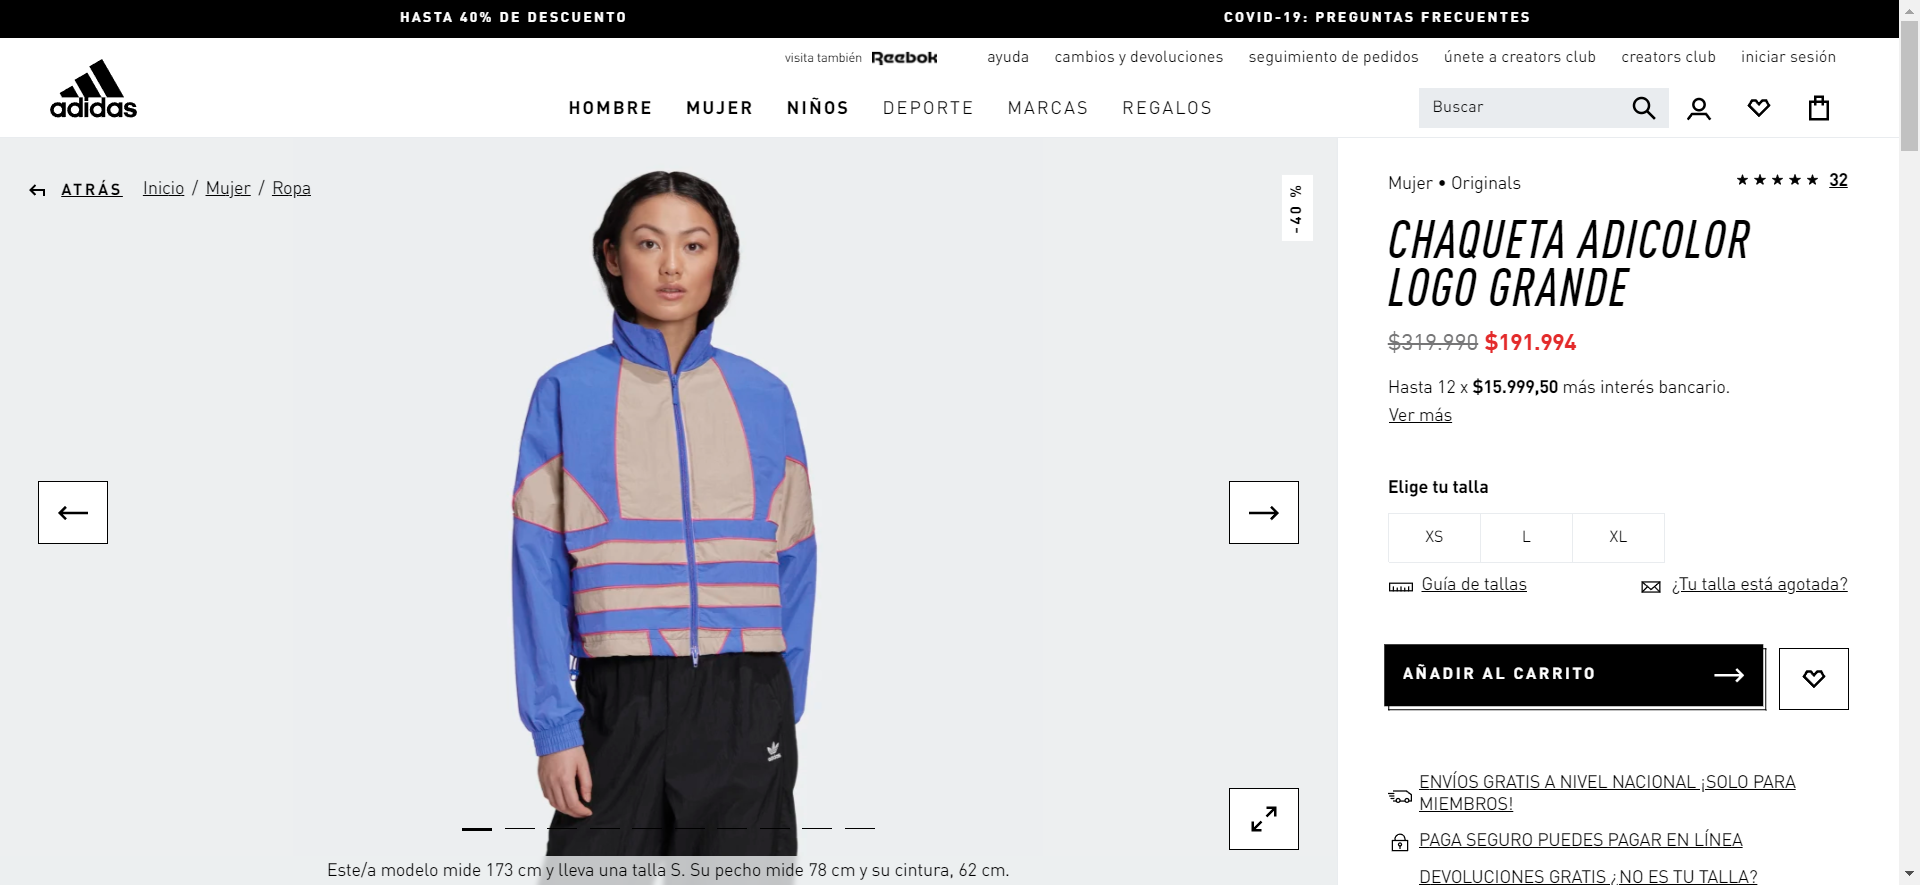 HASTA 40% DE DESCUENTO
COVID-19: PREGUNTAS FRECUENTES
visita también Reebok
ayuda
cambios y devoluciones
seguimiento de pedidos
únete a creators club
creators club
iniciar sesión
adidas
HOMBRE
MUJER
NIÑOS
DEPORTE
MARCAS
REGALOS
Buscar
ATRÁS
Inicio / Mujer / Ropa
-40 %
Mujer • Originals
32
CHAQUETA ADICOLOR
LOGO GRANDE
$319.990 $191.994
Hasta 12 x $15.999,50 más interés bancario.
Ver más
Elige tu talla
XS
L
XL
Guía de tallas
¿Tu talla está agotada?
AÑADIR AL CARRITO
adidas
ENVÍOS GRATIS A NIVEL NACIONAL ¡SOLO PARA
MIEMBROS!
PAGA SEGURO PUEDES PAGAR EN LÍNEA
DEVOLUCIONES GRATIS ¿NO ES TU TALLA?
Este/a modelo mide 173 cm y lleva una talla S. Su pecho mide 78 cm y su cintura, 62 cm.